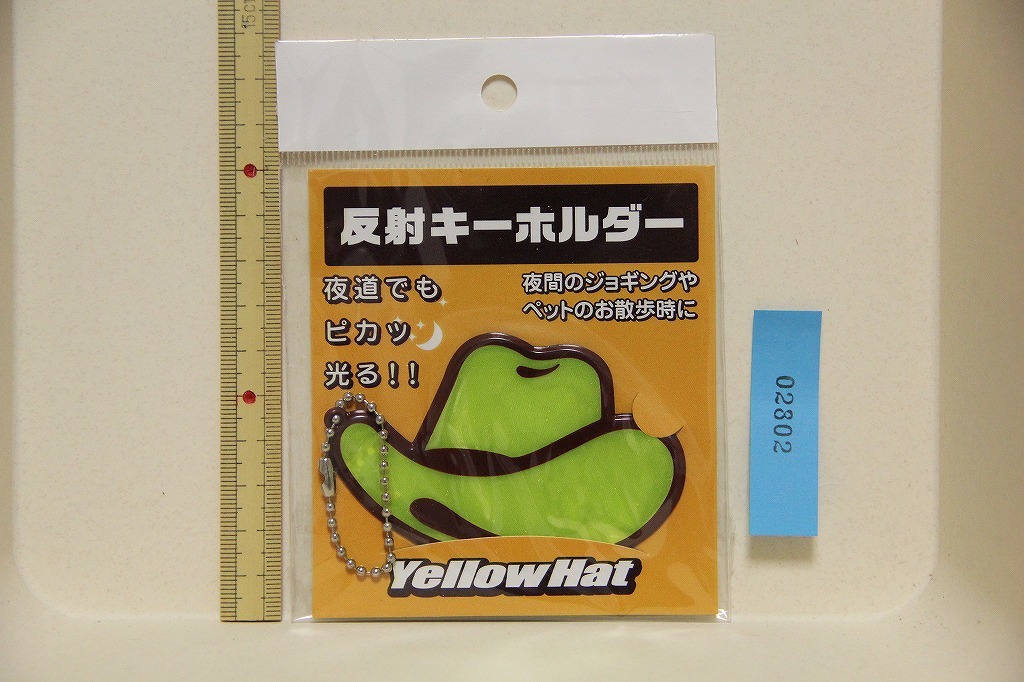 15cm
反射キーホルダー
夜道でも
ピカッ
光る!!
夜間のジョギングや
ペットのお散歩時に
YellowHat
02802